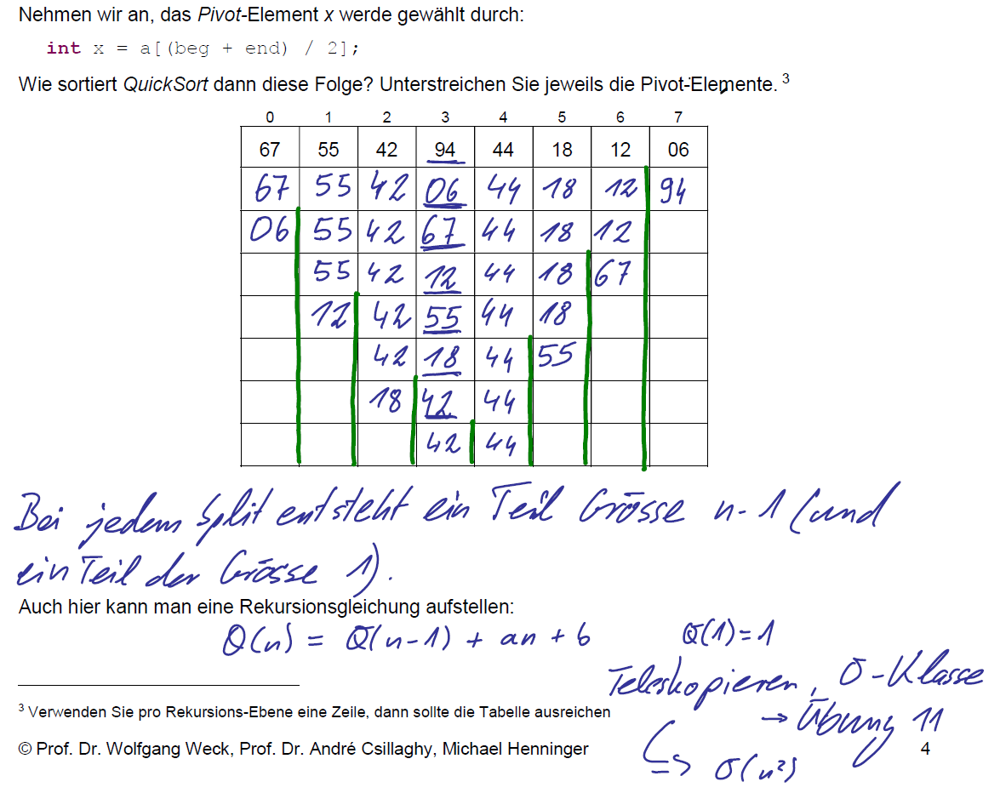 Nehmen wir an, das Pivot-Element x werde gewählt durch:
int x = a[(beg + end) / 2];
Wie sortiert QuickSort dann diese Folge? Unterstreichen Sie jeweils die Pivot-Elemente. 3
0 1 2 3 4 5 6 7
67 55 42 94 44 18 12 06
67 55 42 06 44 18 12 94
06 55 42 67 44 18 12
55 42 12 44 18 67
12 42 55 44 18
42 18 44 55
18 42 44
42 44
Bei jedem Split entsteht ein Teil Grösse n-1 (und
ein Teil der Grösse 1).
Auch hier kann man eine Rekursionsgleichung aufstellen:
Q(n) = Q(n-1) + an + b Q(1)=1
Teleskopieren, O-Klasse
→ Übung 11
3 Verwenden Sie pro Rekursions-Ebene eine Zeile, dann sollte die Tabelle ausreichen
© Prof. Dr. Wolfgang Weck, Prof. Dr. André Csillaghy, Michael Henninger 4
↳ O(n²)